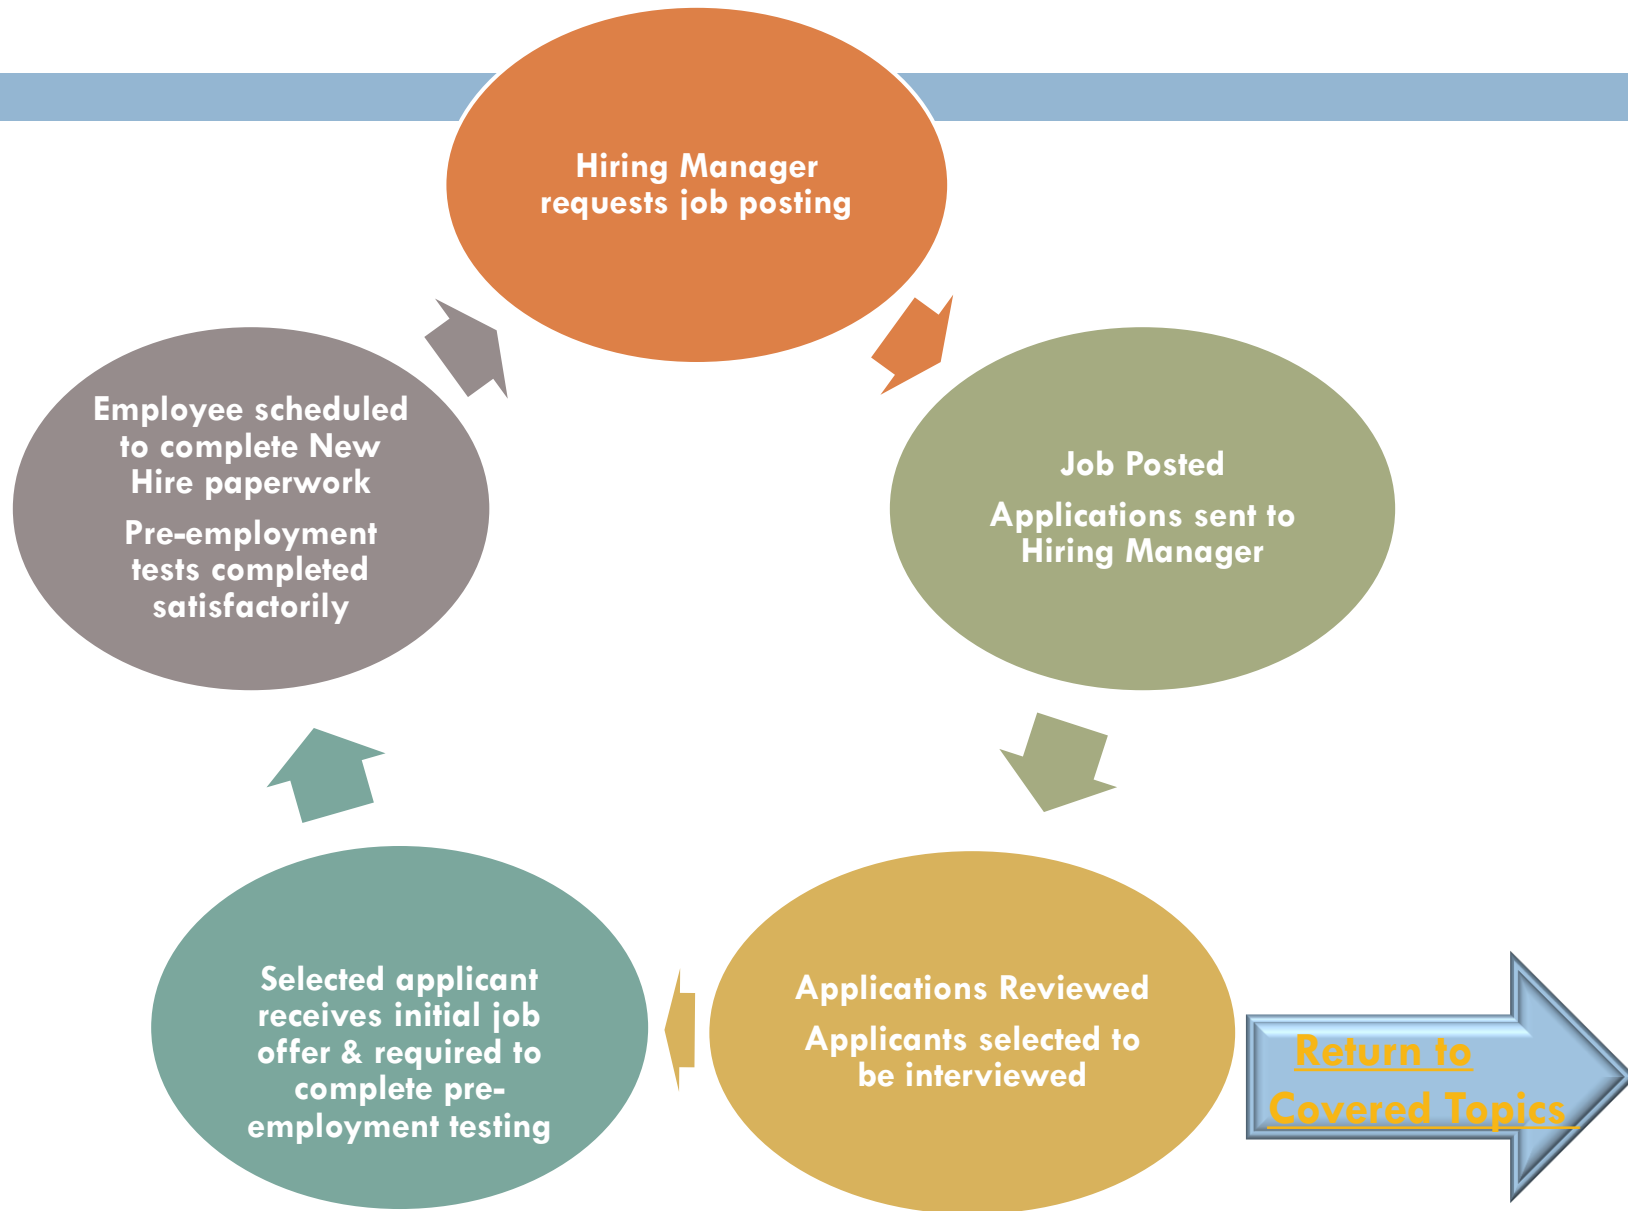 Hiring Manager
requests job posting
Job Posted
Applications sent to
Hiring Manager
Applications Reviewed
Applicants selected to
be interviewed
Selected applicant
receives initial job
offer & required to
complete pre-
employment testing
Employee scheduled
to complete New
Hire paperwork
Pre-employment
tests completed
satisfactorily
Return to
Covered Topics